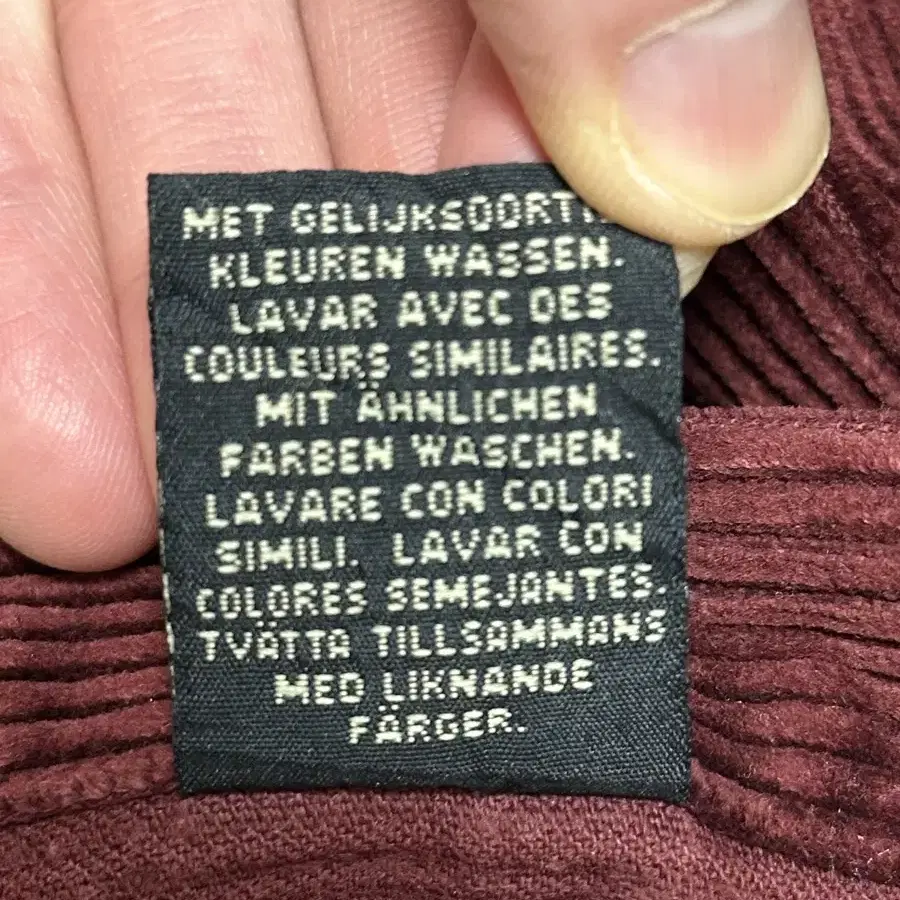 MET
KLEUREN WASSEN.
LAVAR AVEC DES
COULEURS SIMILAIRES.
MIT ÄHNLICHEN
FARBEN WASCHEN.
LAVARE CON COLORI
SIMILI. LAVAR CON
COLORES SEMEJANTES.
TVÄTTA TILLSAMMANS
MED LIKNANDE
FÄRGER.